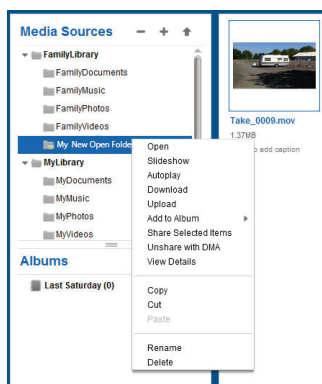 Media Sources
FamilyLibrary
FamilyDocuments
FamilyMusic
FamilyPhotos
FamilyVideos
My New Open Folde
MyLibrary
MyDocuments
MyMusic
MyPhotos
MyVideos
Albums
Last Saturday (0)
Open
Slideshow
Autoplay
Download
Upload
Add to Album
Share Selected Items
Unshare with DMA
View Details
Copy
Cut
Paste
Rename
Delete
Take_0009.mov
1.37MB
o add caption